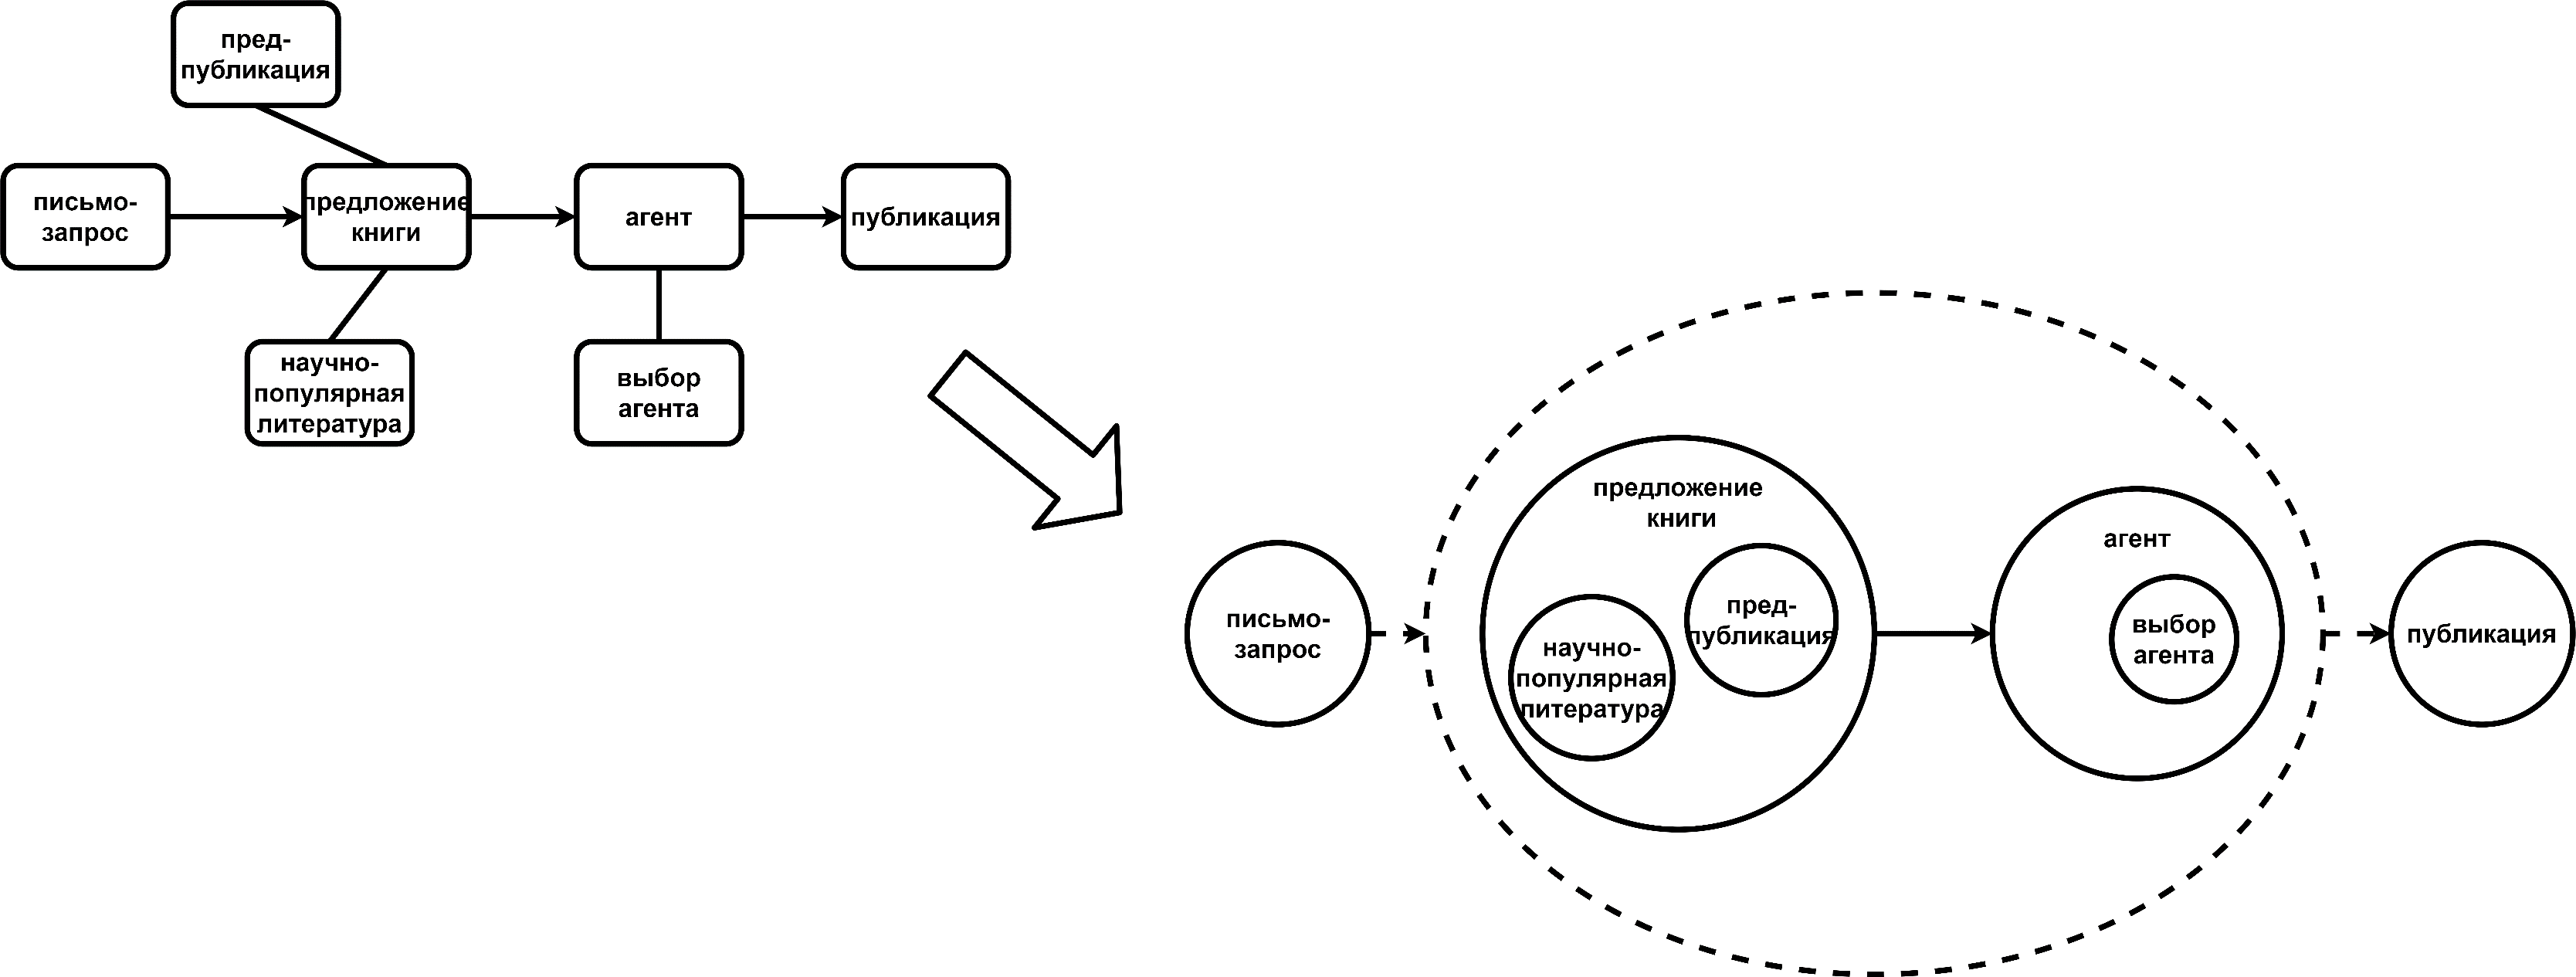 пред-
публикация
письмо-
запрос
предложение
книги
агент
публикация
научно-
популярная
литература
выбор
агента
письмо-
запрос
предложение
книги
научно-
популярная
литература
пред-
публикация
агент
выбор
агента
публикация